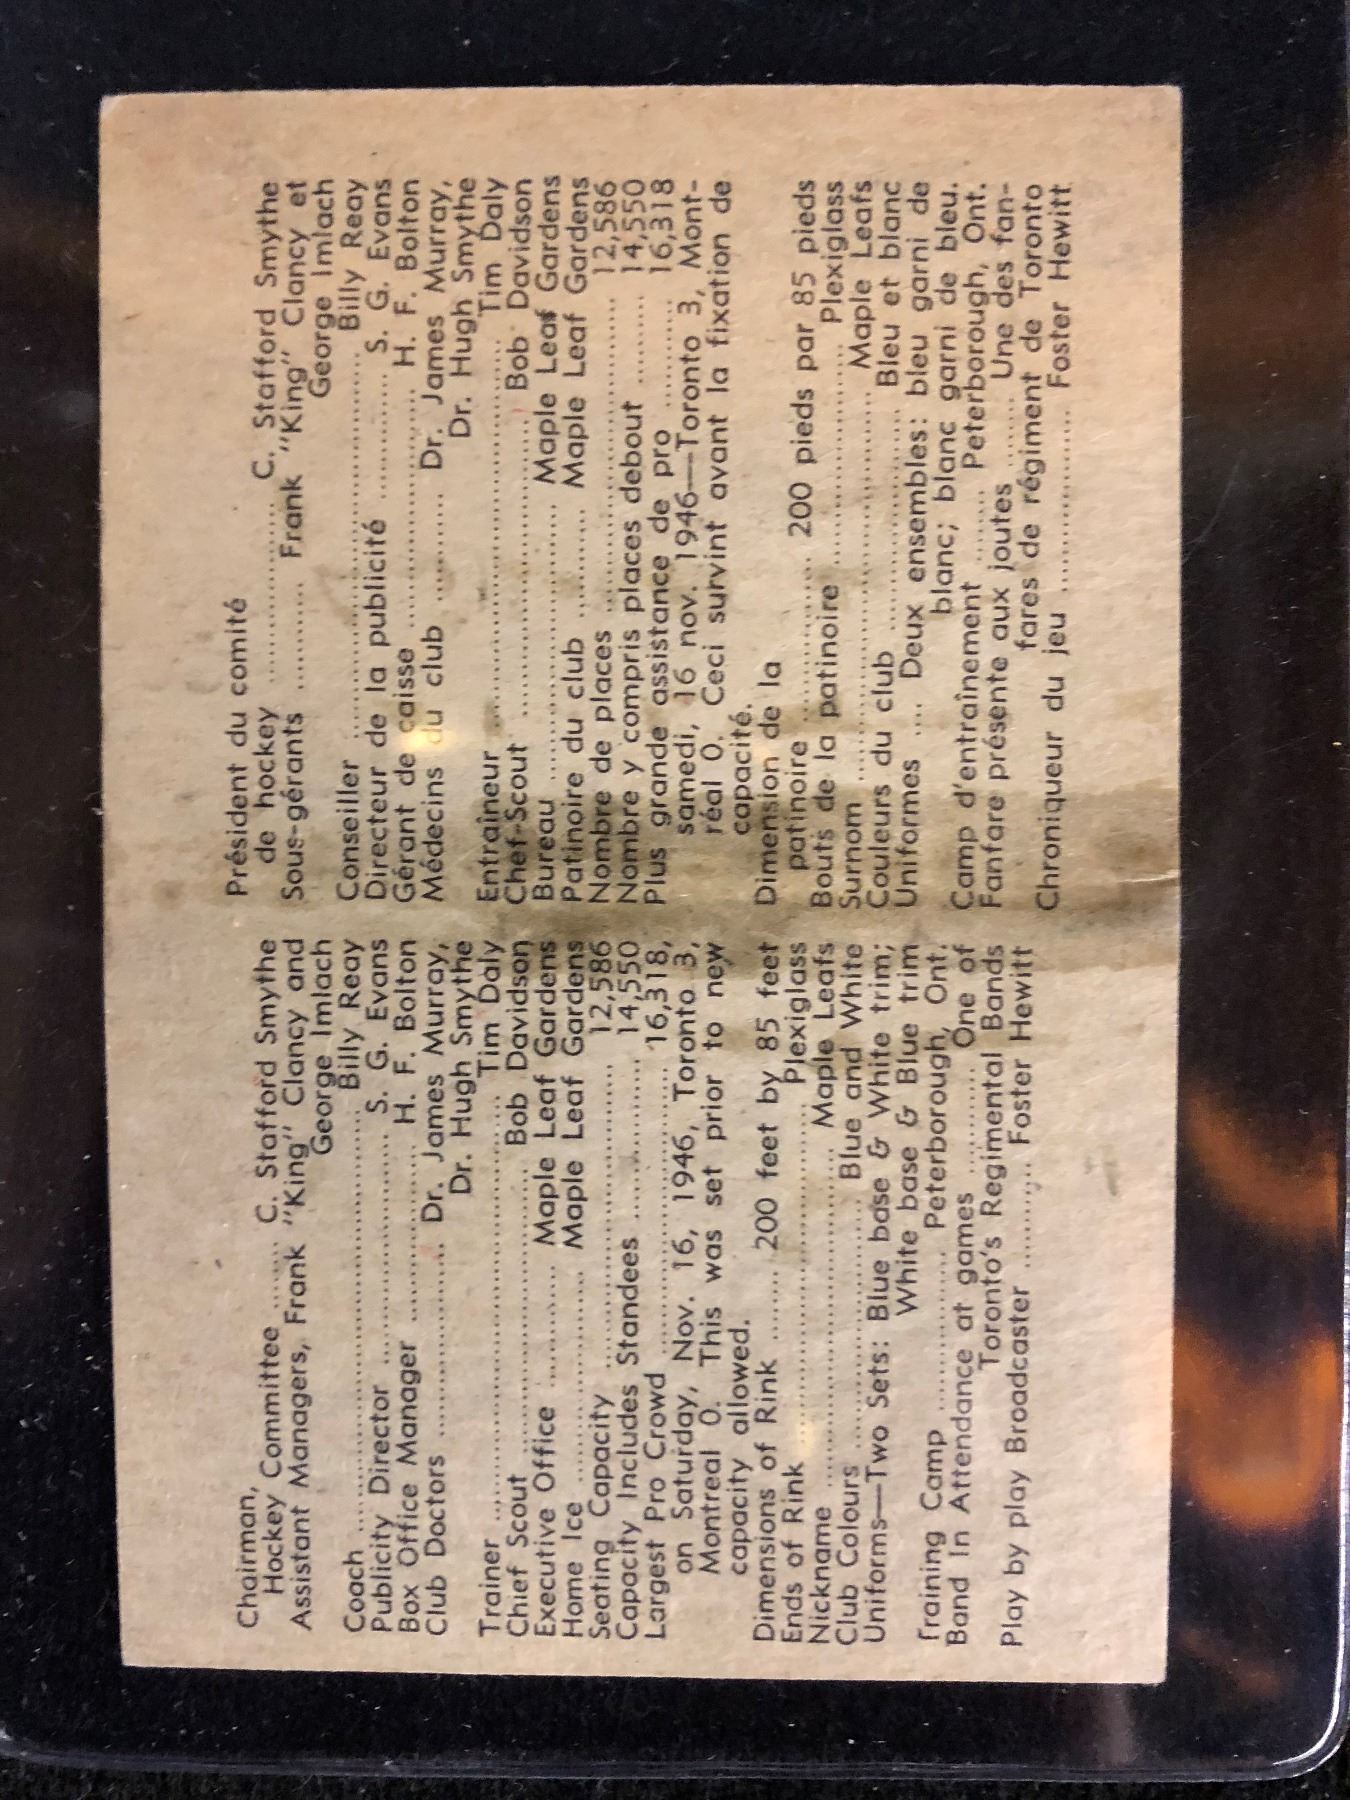 Chairman,
Hockey Committee ........ C. Stafford Smythe
Assistant Managers, Frank "King" Clancy and
George Imlach
Coach ........ Billy Reay
Publicity Director ........ S. G. Evans
Box Office Manager ........ H. F. Bolton
Club Doctors ........ Dr. James Murray,
Dr. Hugh Smythe
Trainer ........ Tim Daly
Chief Scout ........ Bob Davidson
Executive Office ........ Maple Leaf Gardens
Home Ice ........ Maple Leaf Gardens
Seating Capacity ........ 12,586
Capacity Includes Standees ........ 14,550
Largest Pro Crowd ........ 16,318,
on Saturday, Nov. 16, 1946, Toronto 3,
Montreal 0. This was set prior to new
capacity allowed.
Dimensions of Rink ........ 200 feet by 85 feet
Ends of Rink ........ Plexiglass
Nickname ........ Maple Leafs
Club Colours ........ Blue and White
Uniforms—Two Sets: Blue base & White trim;
White base & Blue trim
Training Camp ........ Peterborough, Ont.
Band In Attendance at games ........ One of
Toronto's Regimental Bands
Play by play Broadcaster ........ Foster Hewitt
Président du comité
de hockey ........ C. Stafford Smythe
Sous-gérants ........ Frank "King" Clancy et
George Imlach
Conseiller ........ Billy Reay
Directeur de la publicité ........ S. G. Evans
Gérant de caisse ........ H. F. Bolton
Médecins du club ........ Dr. James Murray,
Dr. Hugh Smythe
Entraîneur ........ Tim Daly
Chef-Scout ........ Bob Davidson
Bureau ........ Maple Leaf Gardens
Patinoire du club ........ Maple Leaf Gardens
Nombre de places ........ 12,586
Nombre y compris places debout ........ 14,550
Plus grande assistance de pro ........ 16,318
samedi, 16 nov. 1946—Toronto 3, Mont-
réal 0. Ceci survint avant la fixation de
capacité.
Dimension de la
patinoire ........ 200 pieds par 85 pieds
Bouts de la patinoire ........ Plexiglass
Surnom ........ Maple Leafs
Couleurs du club ........ Bleu et blanc
Uniformes .... Deux ensembles: bleu garni de
blanc; blanc garni de bleu.
Camp d'entraînement ........ Peterborough, Ont.
Fanfare présente aux joutes ........ Une des fan-
fares de régiment de Toronto
Chroniqueur du jeu ........ Foster Hewitt